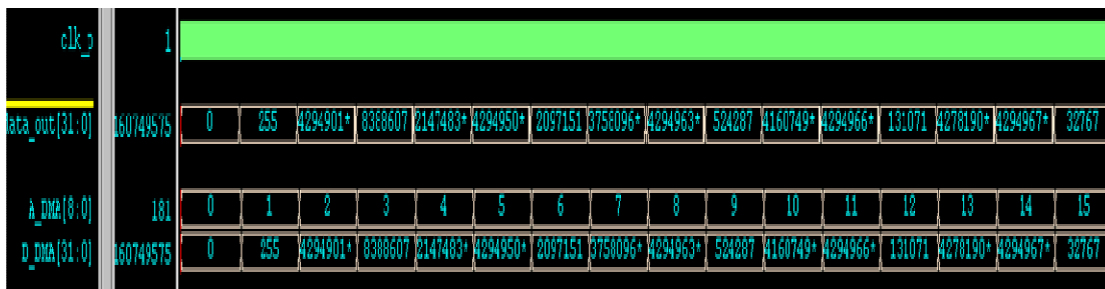 clk_p 1
data_out[31:0] 160749575 0 255 4294901* 8368607 2147483* 4294950* 2097151 3758096* 4294963* 524287 4160749* 4294966* 131071 4278190* 4294967* 32767
A_DMA[8:0] 181 0 1 2 3 4 5 6 7 8 9 10 11 12 13 14 15
D_DMA[31:0] 160749575 0 255 4294901* 8388607 2147483* 4294950* 2097151 3758096* 4294963* 524287 4160749* 4294966* 131071 4278190* 4294967* 32767